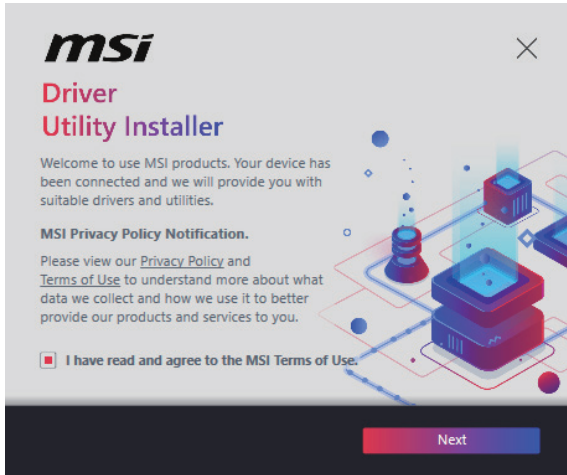 msi
Driver
Utility Installer
Welcome to use MSI products. Your device has
been connected and we will provide you with
suitable drivers and utilities.
MSI Privacy Policy Notification.
Please view our Privacy Policy and
Terms of Use to understand more about what
data we collect and how we use it to better
provide our products and services to you.
I have read and agree to the MSI Terms of Use.
Next